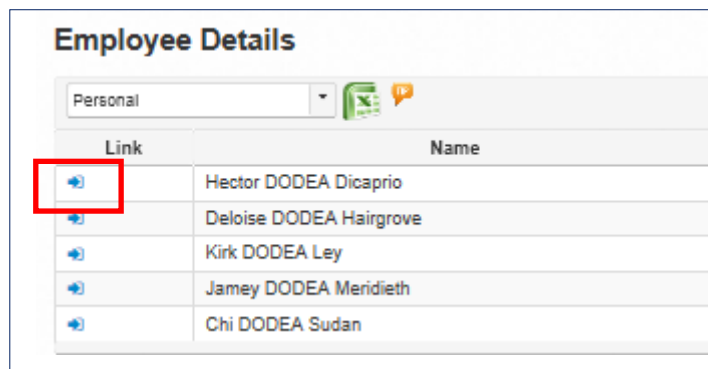 Employee Details
Personal
Link Name
Hector DODEA Dicaprio
Deloise DODEA Hairgrove
Kirk DODEA Ley
Jamey DODEA Meridieth
Chi DODEA Sudan